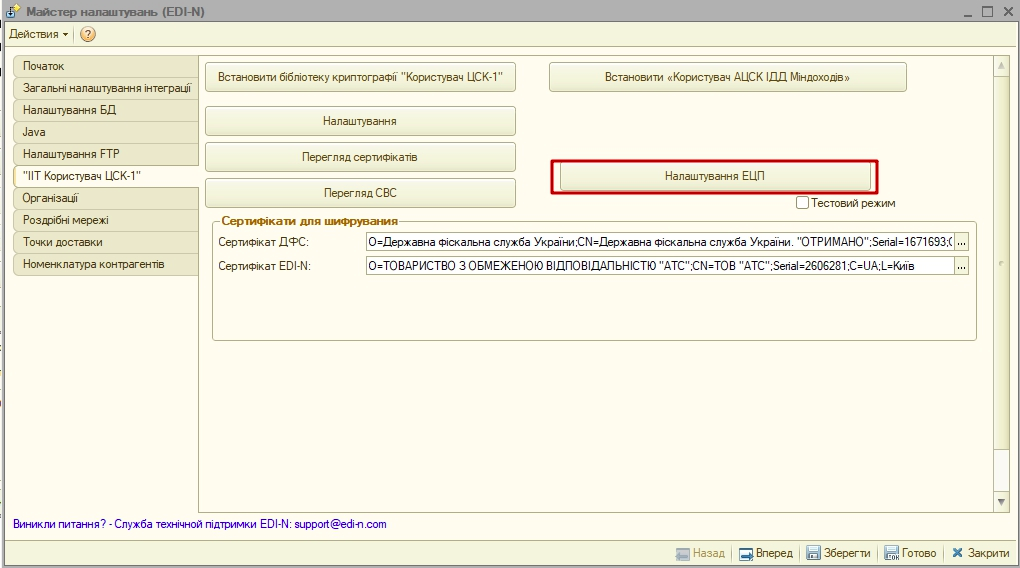 Майстер налаштувань (EDI-N)
Действия
Початок
Загальні налаштування інтеграції
Налаштування БД
Java
Налаштування FTP
"ІІТ Користувач ЦСК-1"
Організації
Роздрібні мережі
Точки доставки
Номенклатура контрагентів
Встановити бібліотеку криптографії "Користувач ЦСК-1"
Встановити «Користувач АЦСК ІДД Міндоходів»
Налаштування
Перегляд сертифікатів
Налаштування ЕЦП
Перегляд СВС
Тестовий режим
Сертифікати для шифрування
Сертифікат ДФС: O=Державна фіскальна служба України;CN=Державна фіскальна служба України. "ОТРИМАНО";Serial=1671693;C ...
Сертифікат EDI-N: O=ТОВАРИСТВО З ОБМЕЖЕНОЮ ВІДПОВІДАЛЬНІСТЮ "АТС";CN=ТОВ "АТС";Serial=2606281;C=UA;L=Київ ...
Виникли питання? - Служба технічної підтримки EDI-N: support@edi-n.com
Назад Вперед Зберегти Готово Закрити